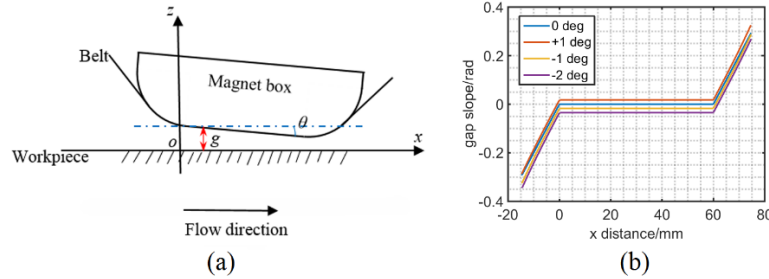 z
Belt
Magnet box
θ
x
o
g
Workpiece
Flow direction
(a)
0.4
0.2
0
-0.2
-0.4
gap slope/rad
0 deg
+1 deg
-1 deg
-2 deg
-20 0 20 40 60 80
x distance/mm
(b)